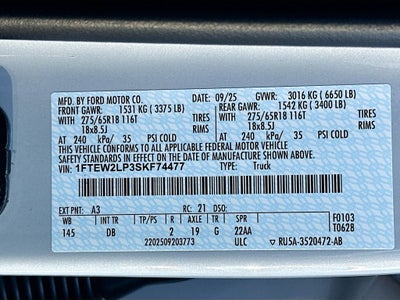 MFD. BY FORD MOTOR CO. 09/25 GVWR: 3016 KG ( 6650 LB)
FRONT GAWR: 1531 KG ( 3375 LB) REAR GAWR: 1542 KG ( 3400 LB)
WITH 275/65R18 116T TIRES WITH 275/65R18 116T TIRES
18x8.5J RIMS 18x8.5J RIMS
AT 240 kPa/ 35 PSI COLD AT 240 kPa/ 35 PSI COLD
THIS VEHICLE CONFORMS TO ALL APPLICABLE FEDERAL MOTOR VEHICLE
SAFETY AND THEFT PREVENTION STANDARDS IN EFFECT ON THE DATE OF MANUFACTURE SHOWN ABOVE.
VIN: 1FTEW2LP3SKF74477 TYPE: Truck
EXT PNT: A3 RC: 21 DSO: F0103
WB INT TR TP/PS R AXLE TR SPR T0628
145 DB 2 19 G 22AA
2202509203773 ULC RU5A-3520472-AB